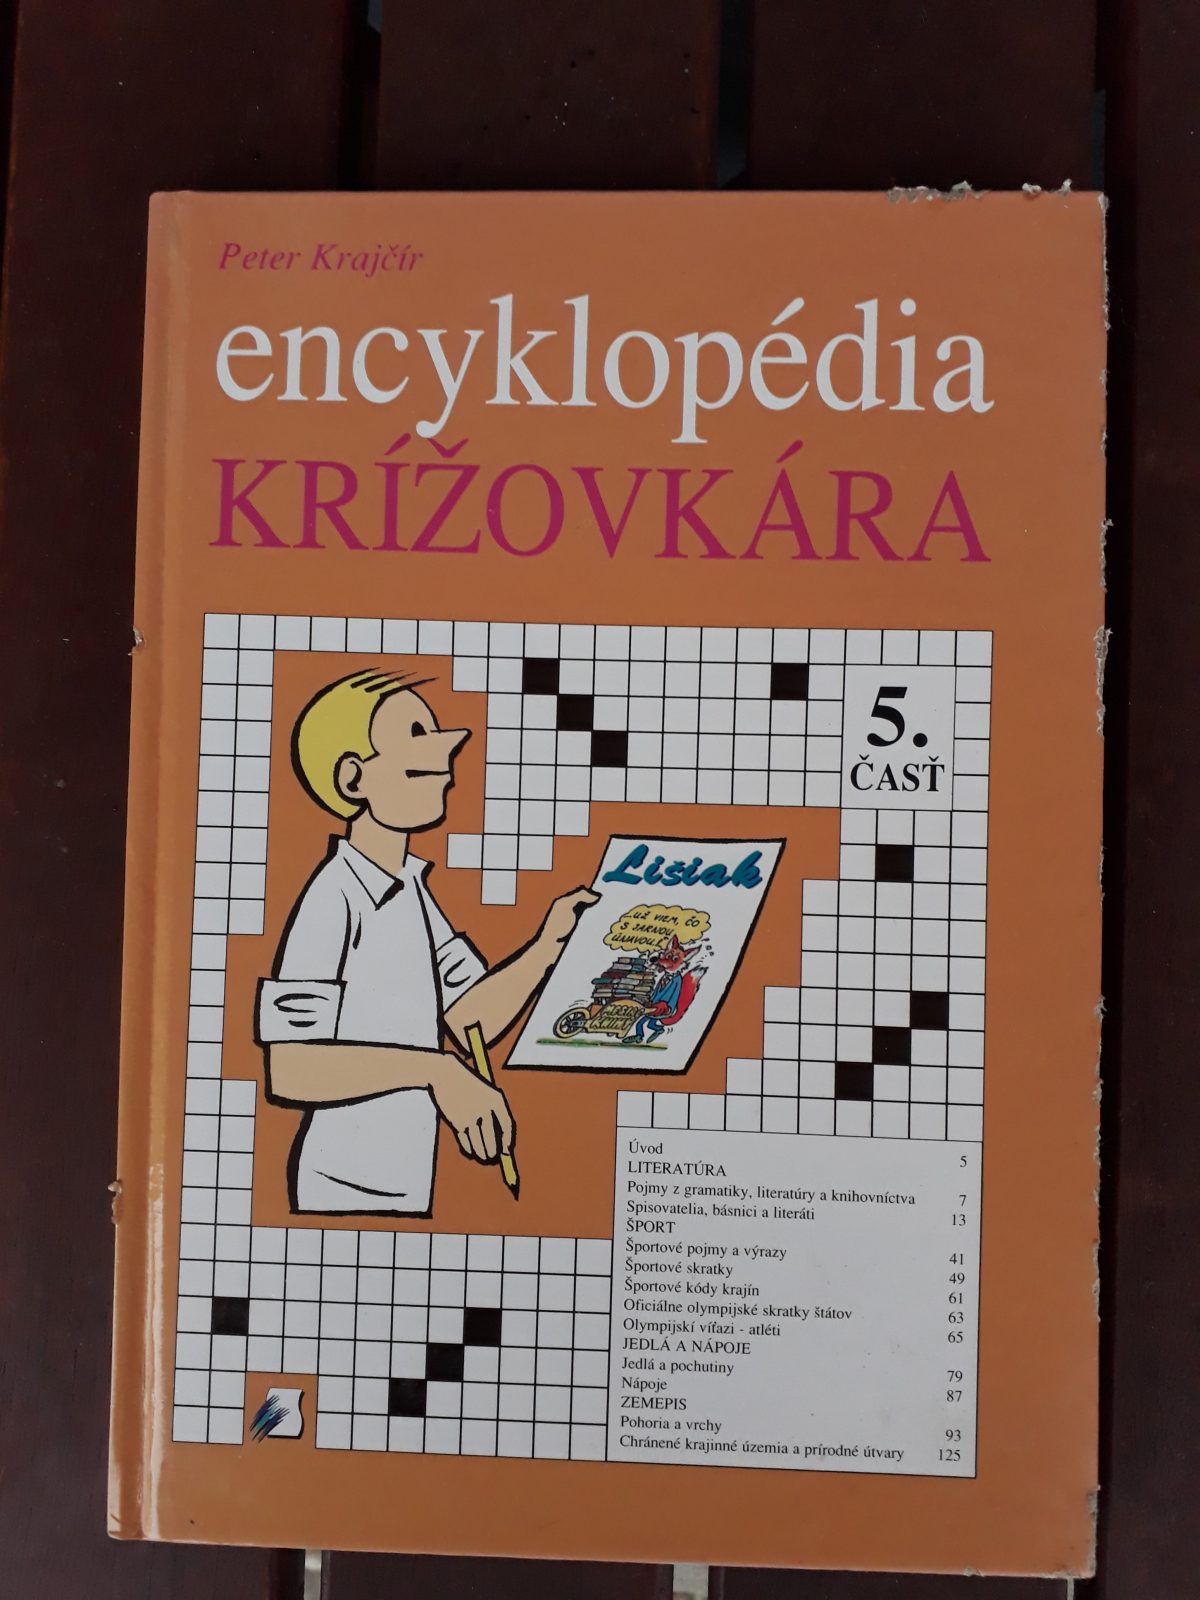 Peter Krajčír
encyklopédia
KRÍŽOVKÁRA
5.
ČASŤ
Lišiak
...UŽ VIEM, ČO
S JARNOU
ÚNAVOU!
Úvod 5
LITERATÚRA
Pojmy z gramatiky, literatúry a knihovníctva 7
Spisovatelia, básnici a literáti 13
ŠPORT
Športové pojmy a výrazy 41
Športové skratky 49
Športové kódy krajín 61
Oficiálne olympijské skratky štátov 63
Olympijskí víťazi - atléti 65
JEDLÁ A NÁPOJE
Jedlá a pochutiny 79
Nápoje 87
ZEMEPIS
Pohoria a vrchy 93
Chránené krajinné územia a prírodné útvary 125